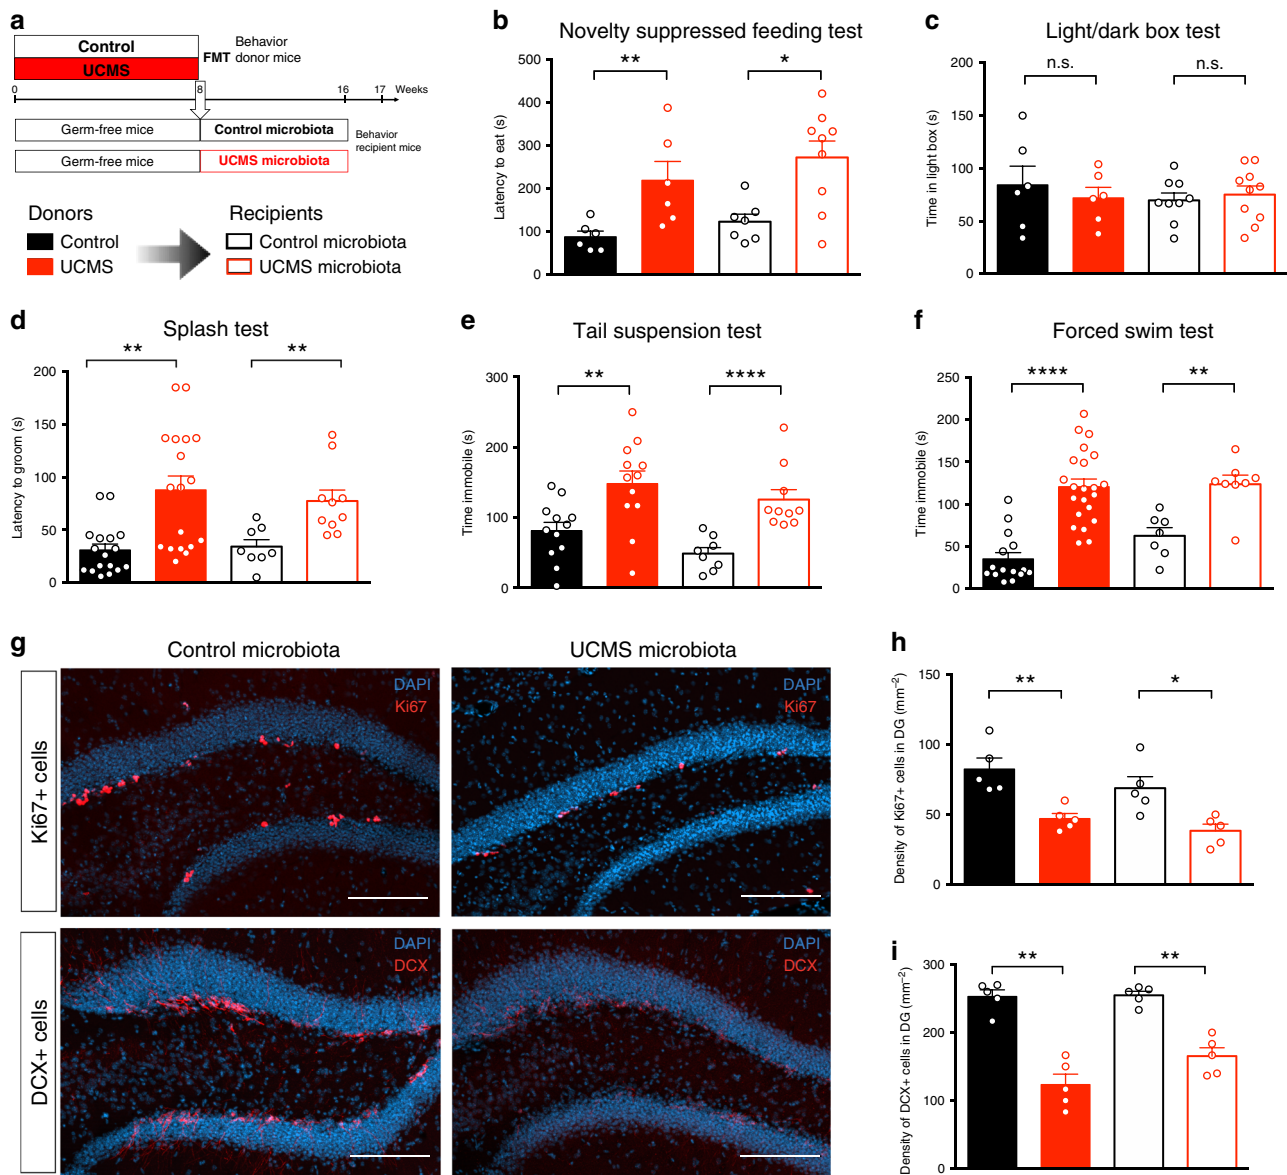 a
Control
UCMS
FMT
Behavior
donor mice
0
8
16
17
Weeks
Germ-free mice
Control microbiota
Germ-free mice
UCMS microbiota
Behavior
recipient mice
Donors
Recipients
Control
Control microbiota
UCMS
UCMS microbiota
b
Novelty suppressed feeding test
Latency to eat (s)
500
400
300
200
100
0
**
*
c
Light/dark box test
Time in light box (s)
200
150
100
50
0
n.s.
n.s.
d
Splash test
Latency to groom (s)
200
150
100
50
0
**
**
e
Tail suspension test
Time immobile (s)
300
200
100
0
**
****
f
Forced swim test
Time immobile (s)
250
200
150
100
50
0
****
**
g
Control microbiota
UCMS microbiota
Ki67+ cells
DAPI
Ki67
DAPI
Ki67
DCX+ cells
DAPI
DCX
DAPI
DCX
h
Density of Ki67+ cells in DG (mm⁻²)
150
100
50
0
**
*
i
Density of DCX+ cells in DG (mm⁻²)
300
200
100
0
**
**